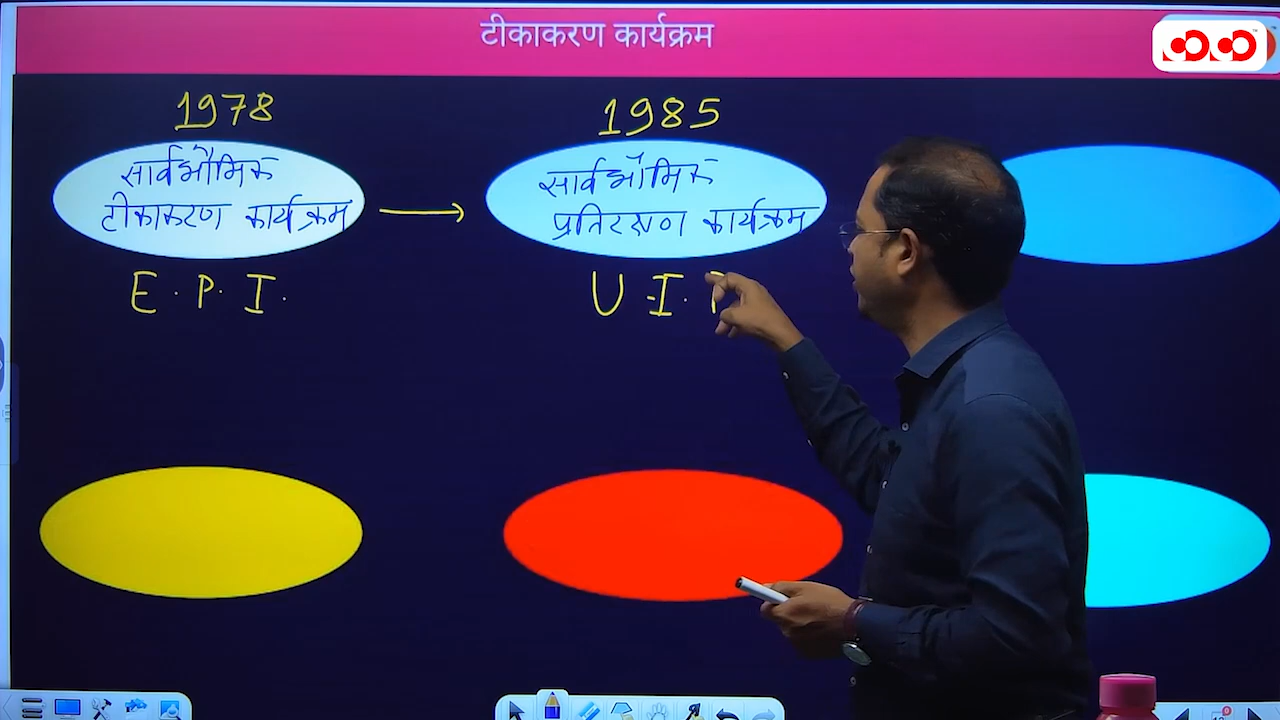 टीकाकरण कार्यक्रम
1978
सार्वभौमिक
टीकाकरण कार्यक्रम
E. P. I.
1985
सार्वभौमिक
प्रतिरक्षण कार्यक्रम
U. I. P